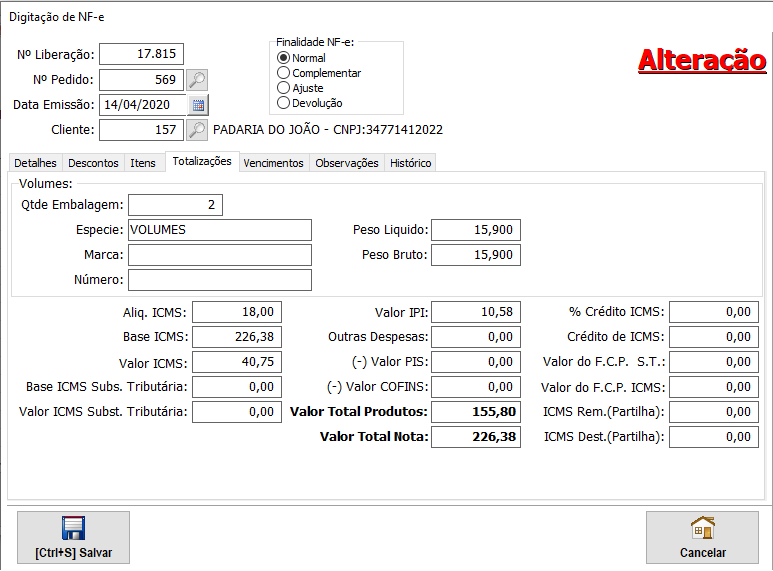 Digitação de NF-e
Nº Liberação: 17.815
Nº Pedido: 569
Data Emissão: 14/04/2020
Cliente: 157 PADARIA DO JOÃO - CNPJ:34771412022
Finalidade NF-e:
Normal
Complementar
Ajuste
Devolução
Alteração
Detalhes Descontos Itens Totalizações Vencimentos Observações Histórico
Volumes:
Qtde Embalagem: 2
Especie: VOLUMES Peso Liquido: 15,900
Marca: Peso Bruto: 15,900
Número:
Aliq. ICMS: 18,00 Valor IPI: 10,58 % Crédito ICMS: 0,00
Base ICMS: 226,38 Outras Despesas: 0,00 Crédito de ICMS: 0,00
Valor ICMS: 40,75 (-) Valor PIS: 0,00 Valor do F.C.P. S.T.: 0,00
Base ICMS Subs. Tributária: 0,00 (-) Valor COFINS: 0,00 Valor do F.C.P. ICMS: 0,00
Valor ICMS Subst. Tributária: 0,00 Valor Total Produtos: 155,80 ICMS Rem.(Partilha): 0,00
Valor Total Nota: 226,38 ICMS Dest.(Partilha): 0,00
[Ctrl+S] Salvar Cancelar